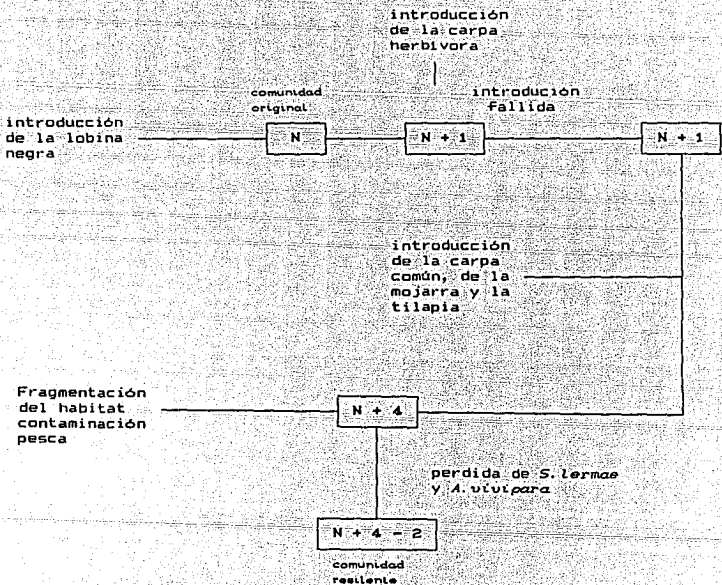 introducción
de la carpa
herbivora
comunidad
original
introdución
fallida
introducción
de la lobina
negra
N
N + 1
N + 1
introducción
de la carpa
común, de la
mojarra y la
tilapia
Fragmentación
del habitat
contaminación
pesca
N + 4
perdida de S. lermae
y A. vivipara
N + 4 - 2
comunidad
resilente